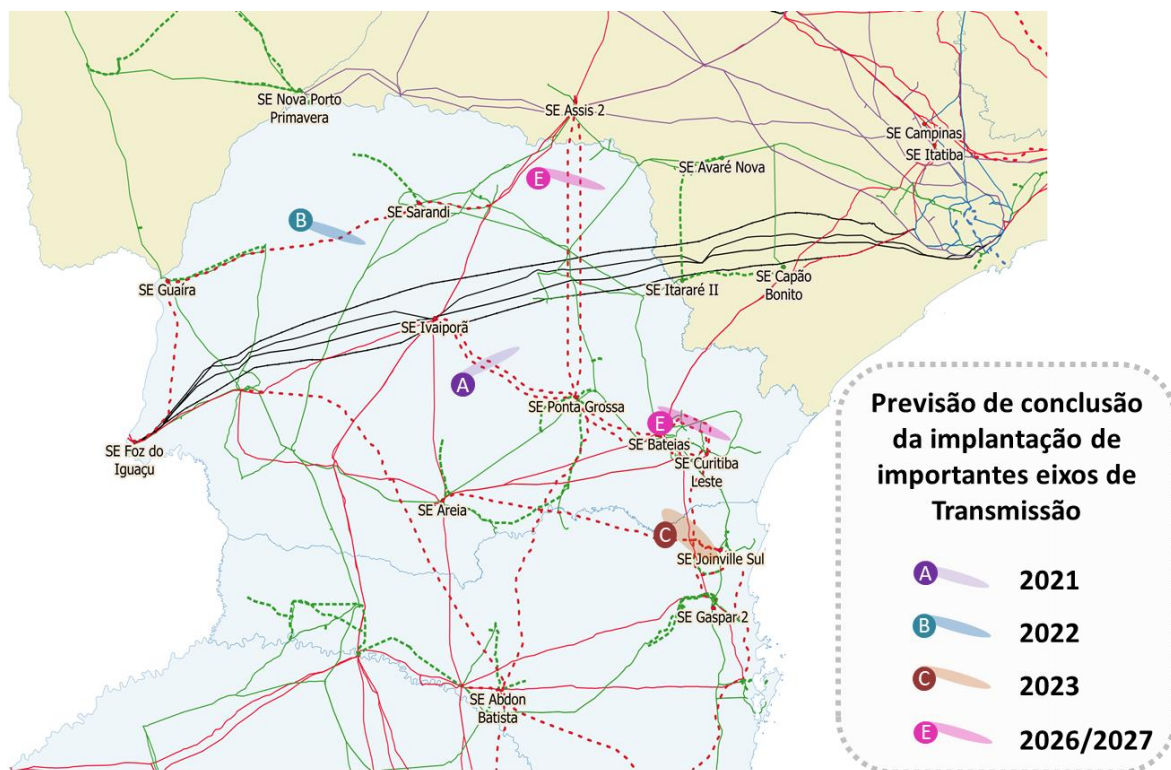 SE Nova Porto
Primavera
SE Assis 2
SE Campinas
SE Itatiba
SE Avaré Nova
E
SE Sarandi
B
SE Guaíra
SE Itararé II
SE Capão
Bonito
SE Ivaiporã
A
SE Ponta Grossa
E
SE Bateias
SE Curitiba
Leste
SE Foz do
Iguaçu
SE Areia
C
SE Joinville Sul
SE Gaspar 2
SE Abdon
Batista
Previsão de conclusão
da implantação de
importantes eixos de
Transmissão
A 2021
B 2022
C 2023
E 2026/2027